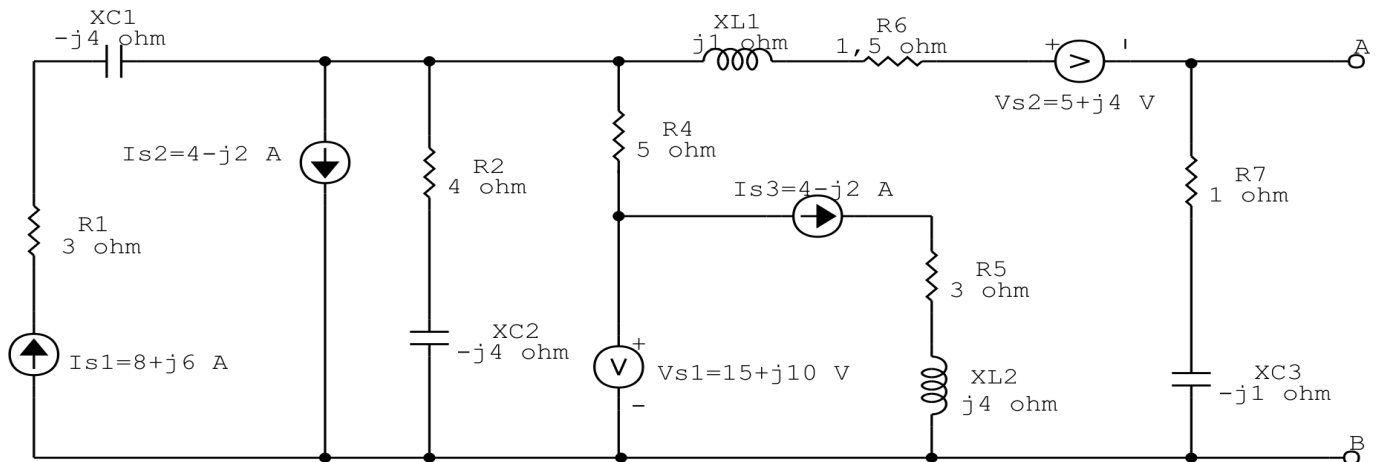 XC1
-j4 ohm
XL1
j1 ohm
R6
1,5 ohm
+
V
Vs2=5+j4 V
A
Is2=4-j2 A
R2
4 ohm
R4
5 ohm
Is3=4-j2 A
R7
1 ohm
R1
3 ohm
R5
3 ohm
Is1=8+j6 A
XC2
-j4 ohm
+
V
Vs1=15+j10 V
-
XL2
j4 ohm
XC3
-j1 ohm
B